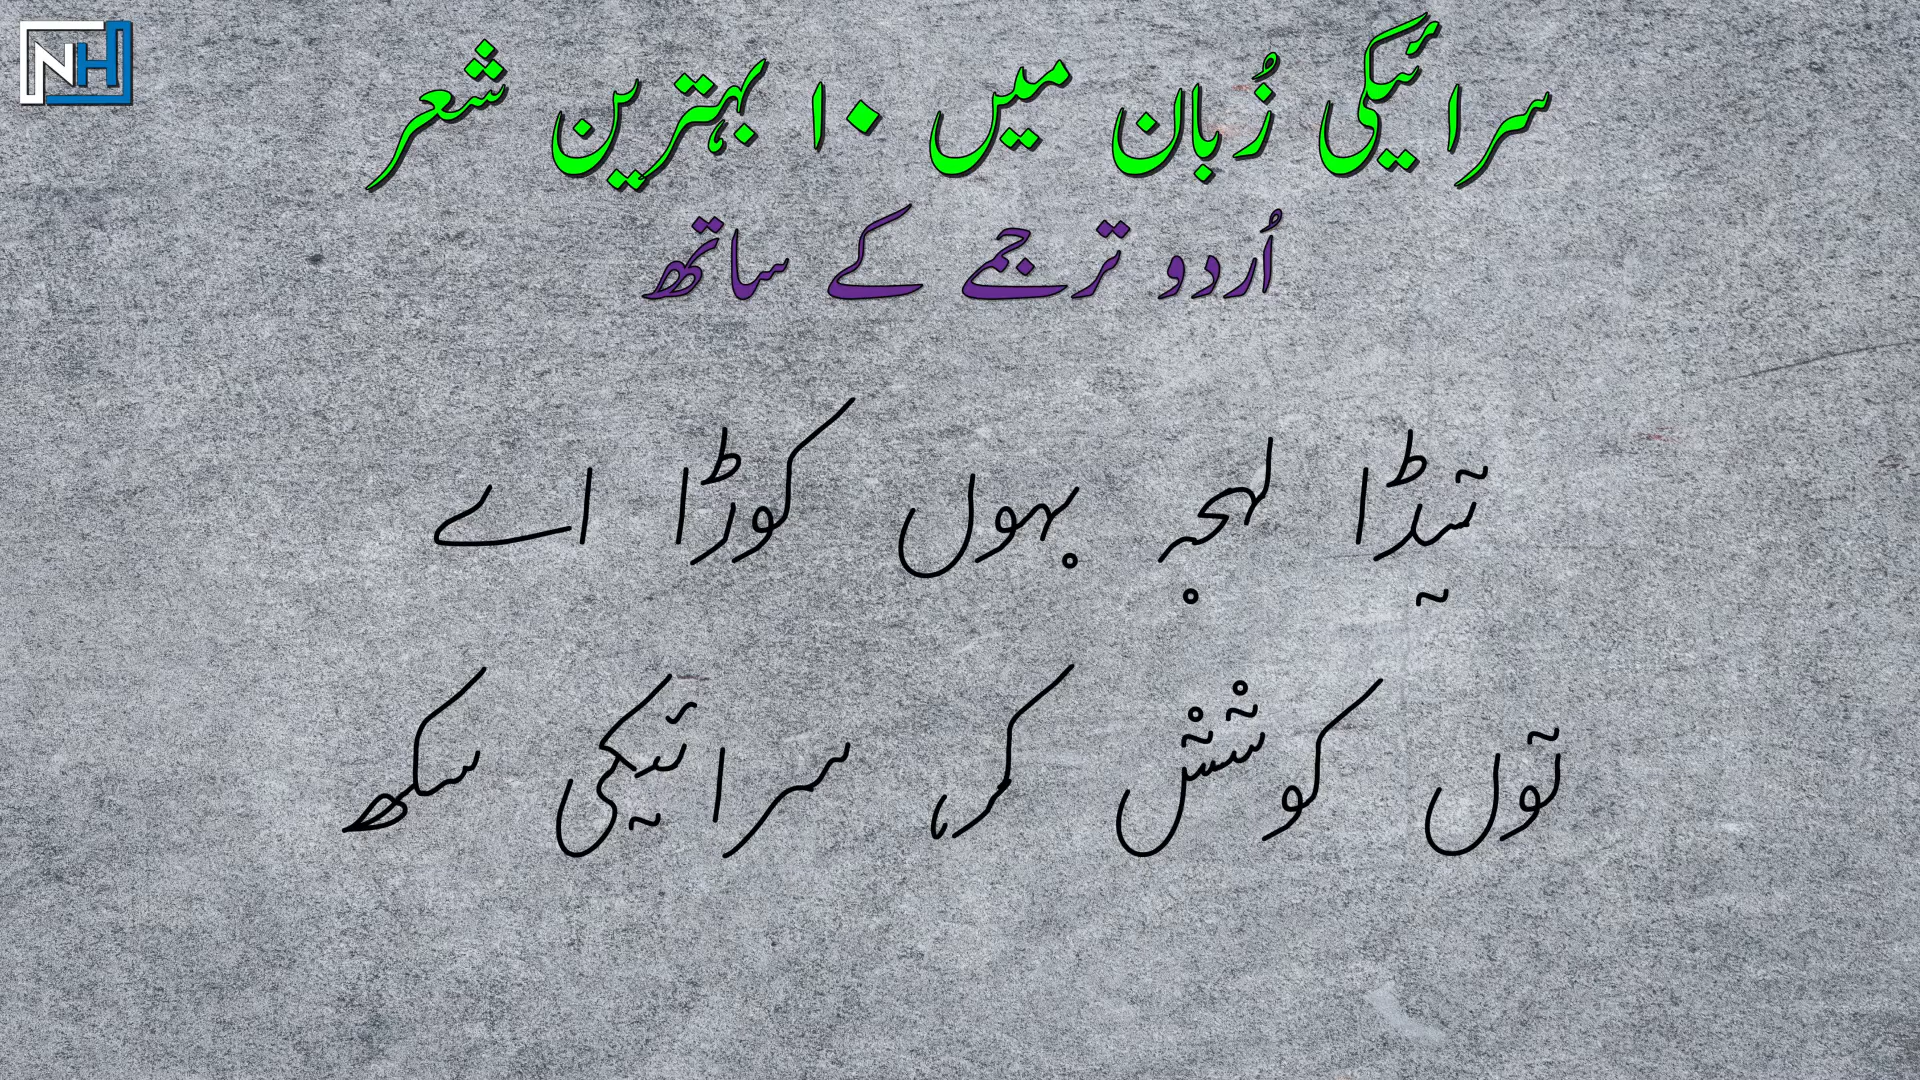 NH
سرائیکی زُبان میں ۱۰ بہترین شعر
اُردو ترجمے کے ساتھ
تیڈا لہجہ بہوں کوڑا اے
توں کوشش کر، سرائیکی سکھ